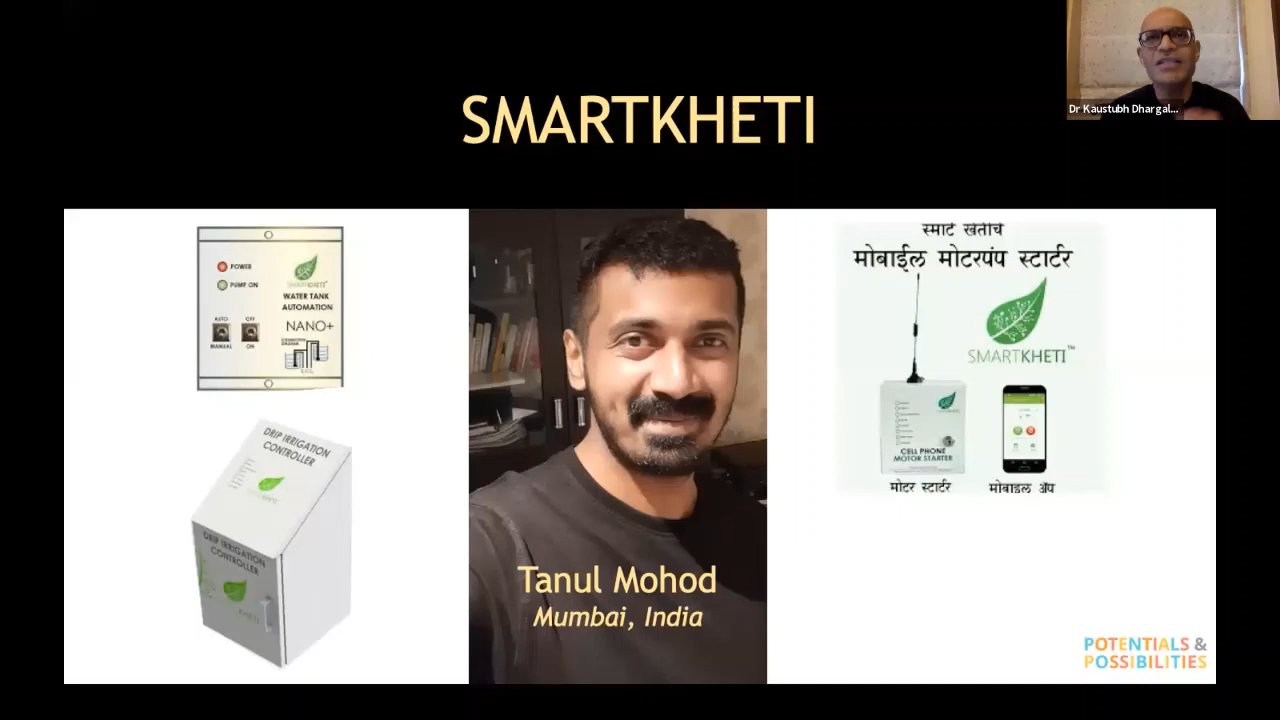 Dr Kaustubh Dhargal...
SMARTKHETI
POWER
PUMP ON
SMARTKHETI
WATER TANK
AUTOMATION
NANO+
AUTO
OFF
MANUAL
ON
DRIP IRRIGATION
CONTROLLER
DRIP IRRIGATION
CONTROLLER
Tanul Mohod
Mumbai, India
स्मार्ट खेतीचे
मोबाईल मोटरपंप स्टार्टर
SMARTKHETI™
CELL PHONE
MOTOR STARTER
मोटर स्टार्टर
मोबाइल ॲप
POTENTIALS &
POSSIBILITIES